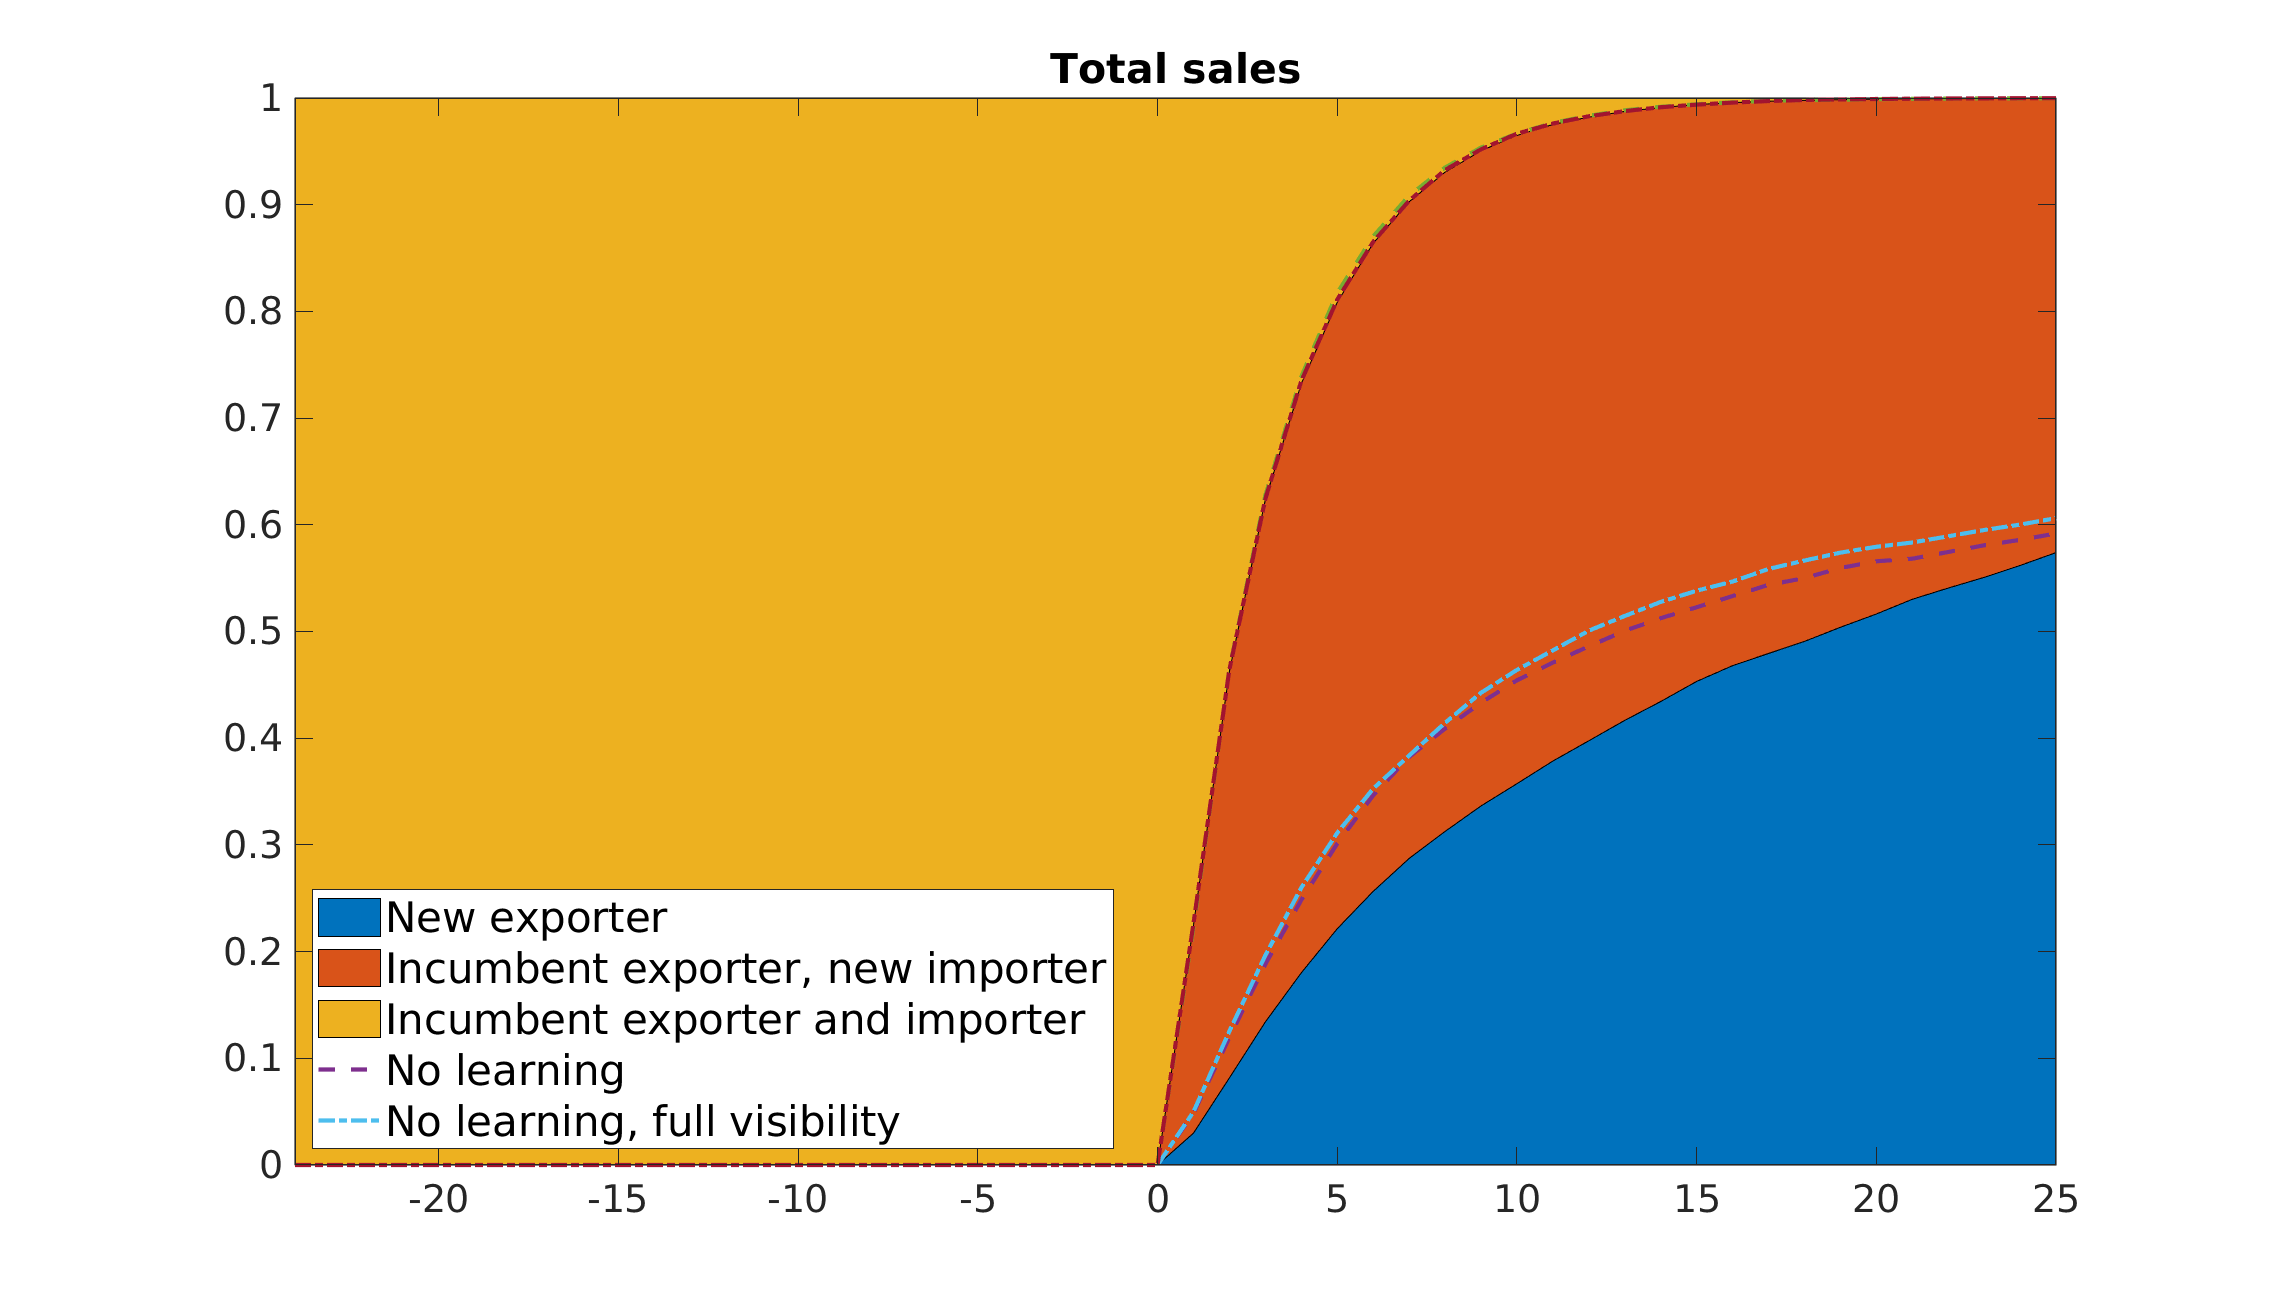 Total sales
1
0.9
0.8
0.7
0.6
0.5
0.4
0.3
0.2
0.1
0
New exporter
Incumbent exporter, new importer
Incumbent exporter and importer
No learning
No learning, full visibility
-20 -15 -10 -5 0 5 10 15 20 25